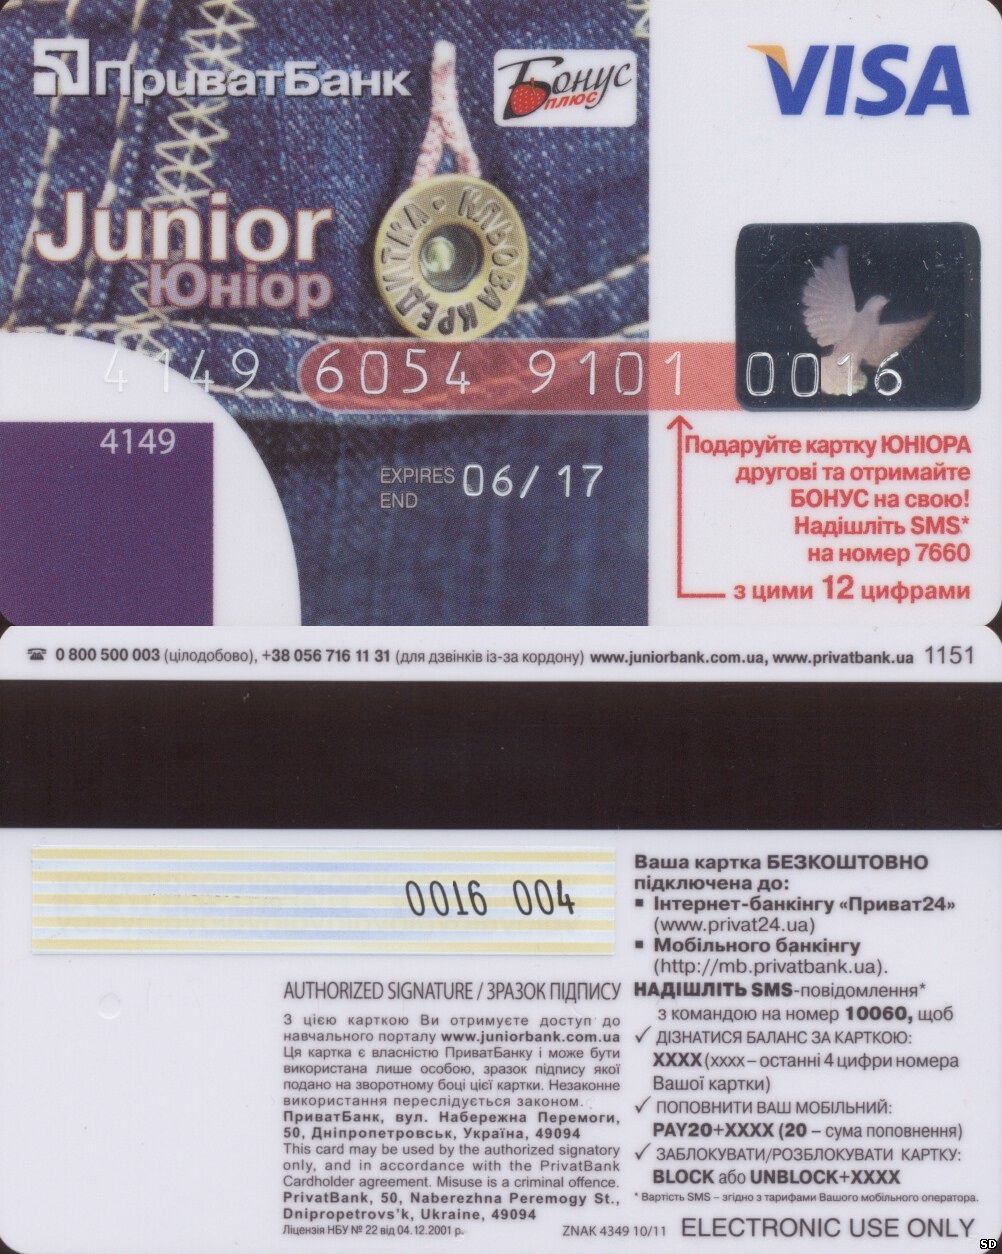 ПриватБанк
Бонус
плюс
VISA
Junior
Юніор
КЛЬОВА КРЕДИТКА
4149 6054 9101 0016
4149
EXPIRES
END
06/17
Подаруйте картку ЮНІОРА
другові та отримайте
БОНУС на свою!
Надішліть SMS*
на номер 7660
з цими 12 цифрами
0 800 500 003 (цілодобово), +38 056 716 11 31 (для дзвінків із-за кордону) www.juniorbank.com.ua, www.privatbank.ua 1151
0016 004
AUTHORIZED SIGNATURE / ЗРАЗОК ПІДПИСУ
З цією карткою Ви отримуєте доступ до
навчального порталу www.juniorbank.com.ua
Ця картка є власністю ПриватБанку і може бути
використана лише особою, зразок підпису якої
подано на зворотному боці цієї картки. Незаконне
використання переслідується законом.
ПриватБанк, вул. Набережна Перемоги,
50, Дніпропетровськ, Україна, 49094
This card may be used by the authorized signatory
only, and in accordance with the PrivatBank
Cardholder agreement. Misuse is a criminal offence.
PrivatBank, 50, Naberezhna Peremogy St.,
Dnipropetrovs'k, Ukraine, 49094
Ліцензія НБУ № 22 від 04.12.2001 р.
Ваша картка БЕЗКОШТОВНО
підключена до:
▪ Інтернет-банкінгу «Приват24»
(www.privat24.ua)
▪ Мобільного банкінгу
(http://mb.privatbank.ua).
НАДІШЛІТЬ SMS-повідомлення*
з командою на номер 10060, щоб
✓ ДІЗНАТИСЯ БАЛАНС ЗА КАРТКОЮ:
XXXX (xxxx – останні 4 цифри номера
Вашої картки)
✓ ПОПОВНИТИ ВАШ МОБІЛЬНИЙ:
PAY20+XXXX (20 – сума поповнення)
✓ ЗАБЛОКУВАТИ/РОЗБЛОКУВАТИ КАРТКУ:
BLOCK або UNBLOCK+XXXX
* Вартість SMS – згідно з тарифами Вашого мобільного оператора.
ZNAK 4349 10/11 ELECTRONIC USE ONLY
SD